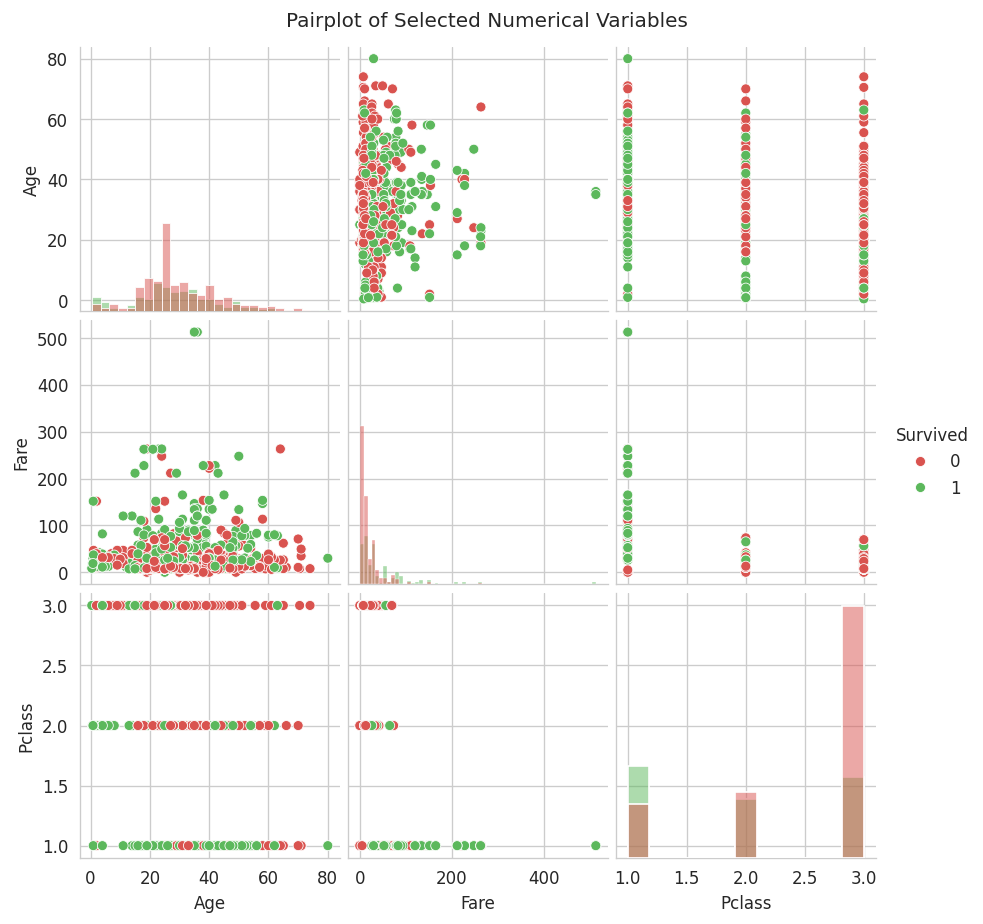 Pairplot of Selected Numerical Variables
80
60
40
20
0
Age
500
400
300
200
100
0
Fare
Survived
0
1
3.0
2.5
2.0
1.5
1.0
Pclass
0 20 40 60 80
0 200 400
1.0 1.5 2.0 2.5 3.0
Age
Fare
Pclass